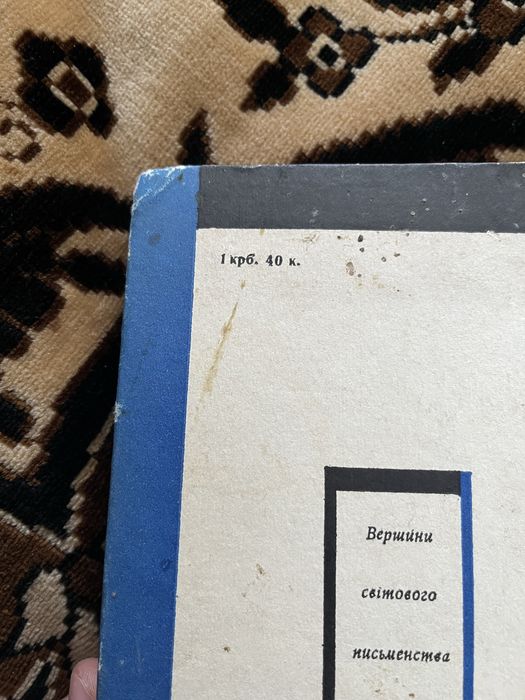 1 крб. 40 к.
Вершини
світового
письменства